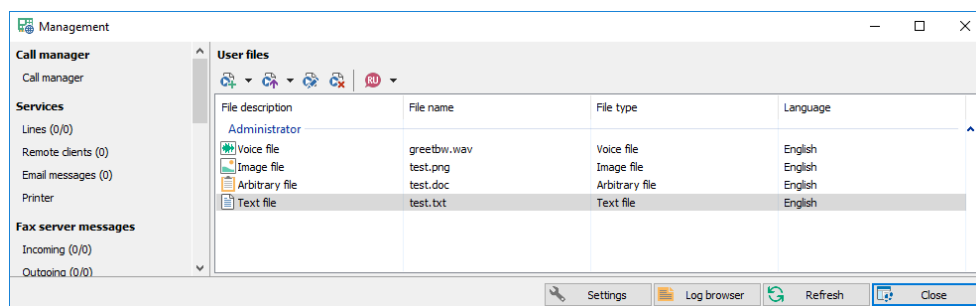 Management
Call manager
Call manager
Services
Lines (0/0)
Remote clients (0)
Email messages (0)
Printer
Fax server messages
Incoming (0/0)
Outgoing (0/0)
User files
RU
File description File name File type Language
Administrator
Voice file greetbw.wav Voice file English
Image file test.png Image file English
Arbitrary file test.doc Arbitrary file English
Text file test.txt Text file English
Settings Log browser Refresh Close